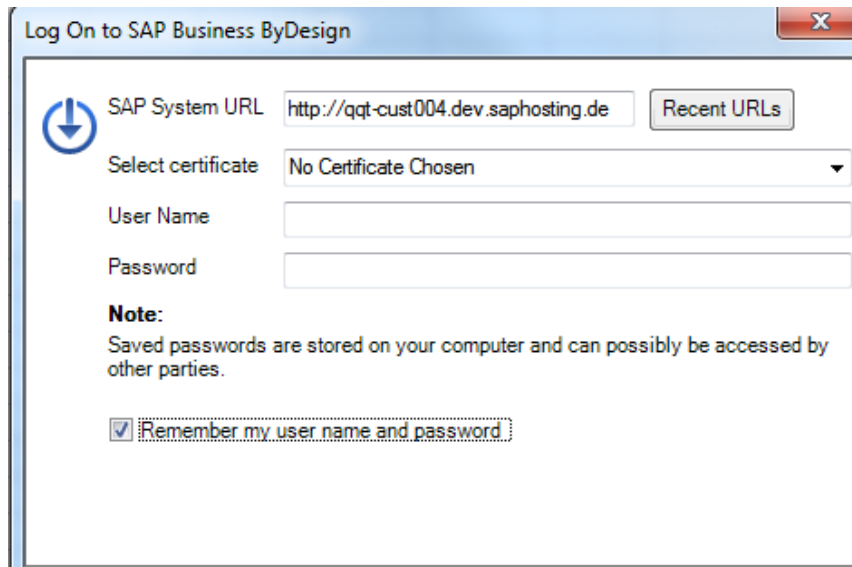 Log On to SAP Business ByDesign
SAP System URL http://qqt-cust004.dev.saphosting.de Recent URLs
Select certificate No Certificate Chosen
User Name
Password
Note:
Saved passwords are stored on your computer and can possibly be accessed by
other parties.
Remember my user name and password